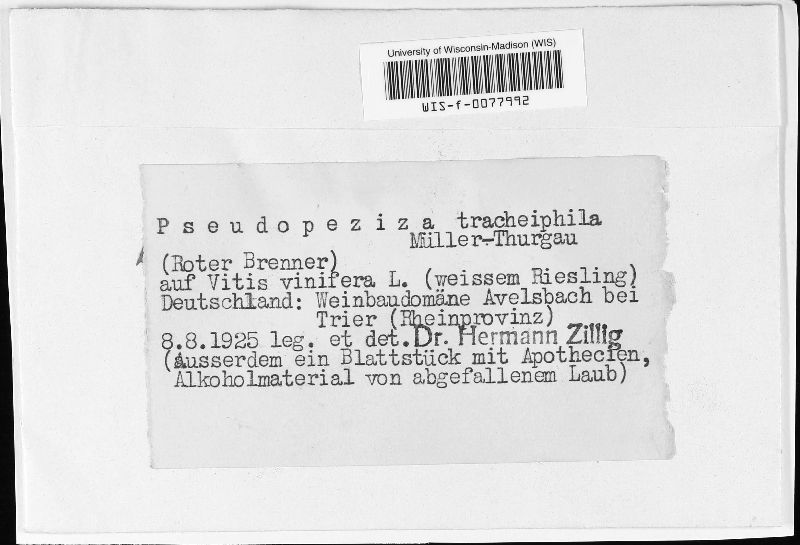 University of Wisconsin-Madison (WIS)
WIS-f-0077992
Pseudopeziza tracheiphila
Müller-Thurgau
(Roter Brenner)
auf Vitis vinifera L. (weissem Riesling)
Deutschland: Weinbaudomäne Avelsbach bei
Trier (Rheinprovinz)
8.8.1925 leg. et det. Dr. Hermann Zillig
(Ausserdem ein Blattstück mit Apothecien,
Alkoholmaterial von abgefallenem Laub)